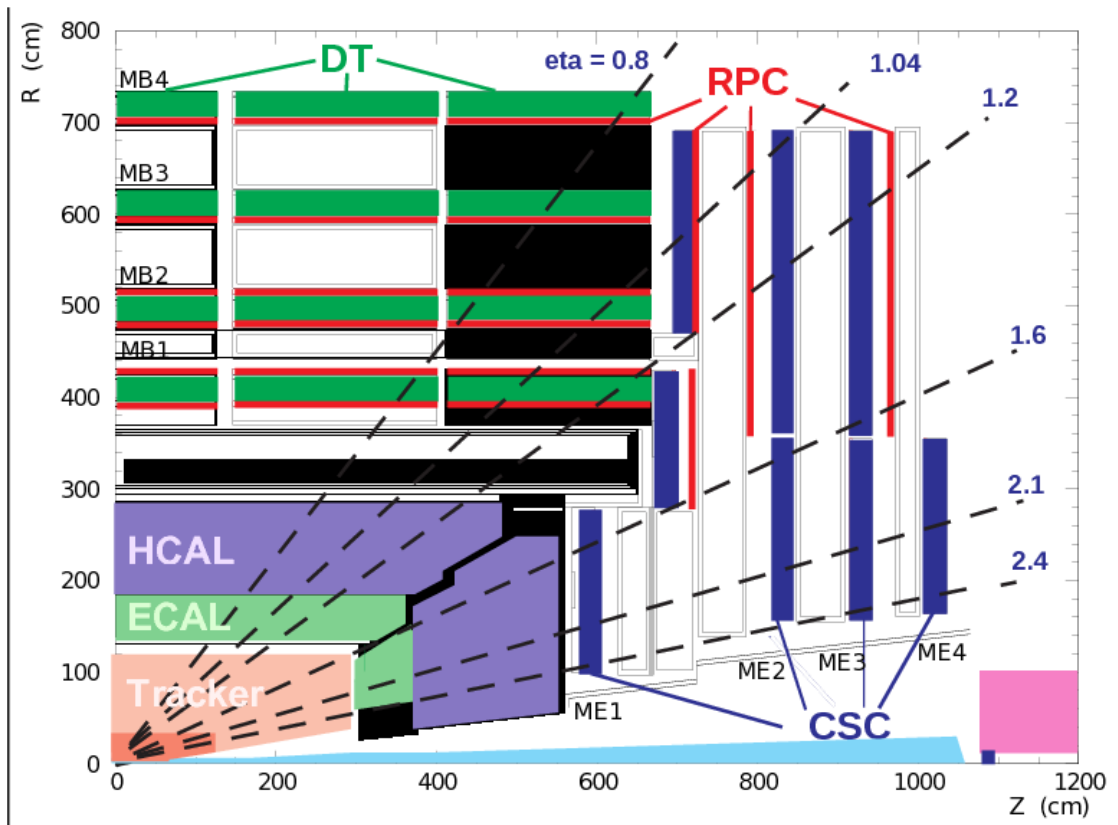 800
R (cm)
eta = 0.8
1.04
DT
RPC
1.2
MB4
700
MB3
600
MB2
500
MB1
1.6
400
300
2.1
HCAL
2.4
200
ECAL
100
Tracker
ME4
ME3
ME2
ME1
CSC
0
0
200
400
600
800
1000
1200
Z (cm)